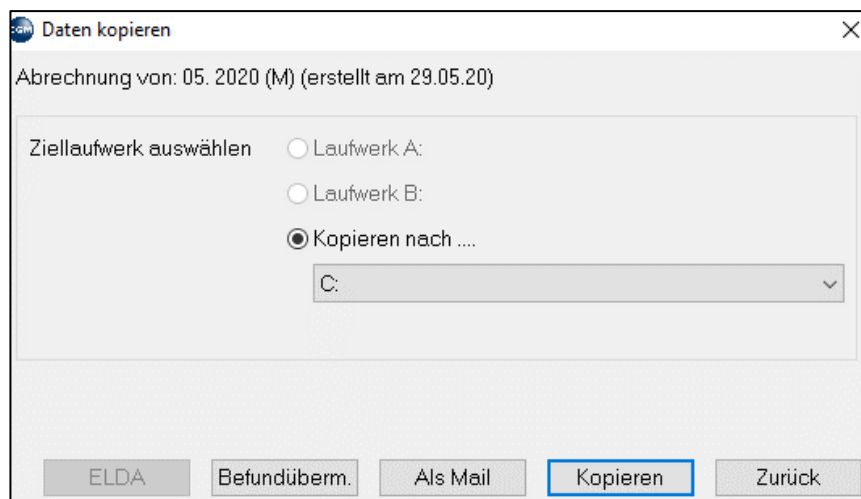 CGM Daten kopieren
Abrechnung von: 05. 2020 (M) (erstellt am 29.05.20)
Ziellaufwerk auswählen Laufwerk A:
Laufwerk B:
Kopieren nach ....
C:
ELDA Befundüberm. Als Mail Kopieren Zurück